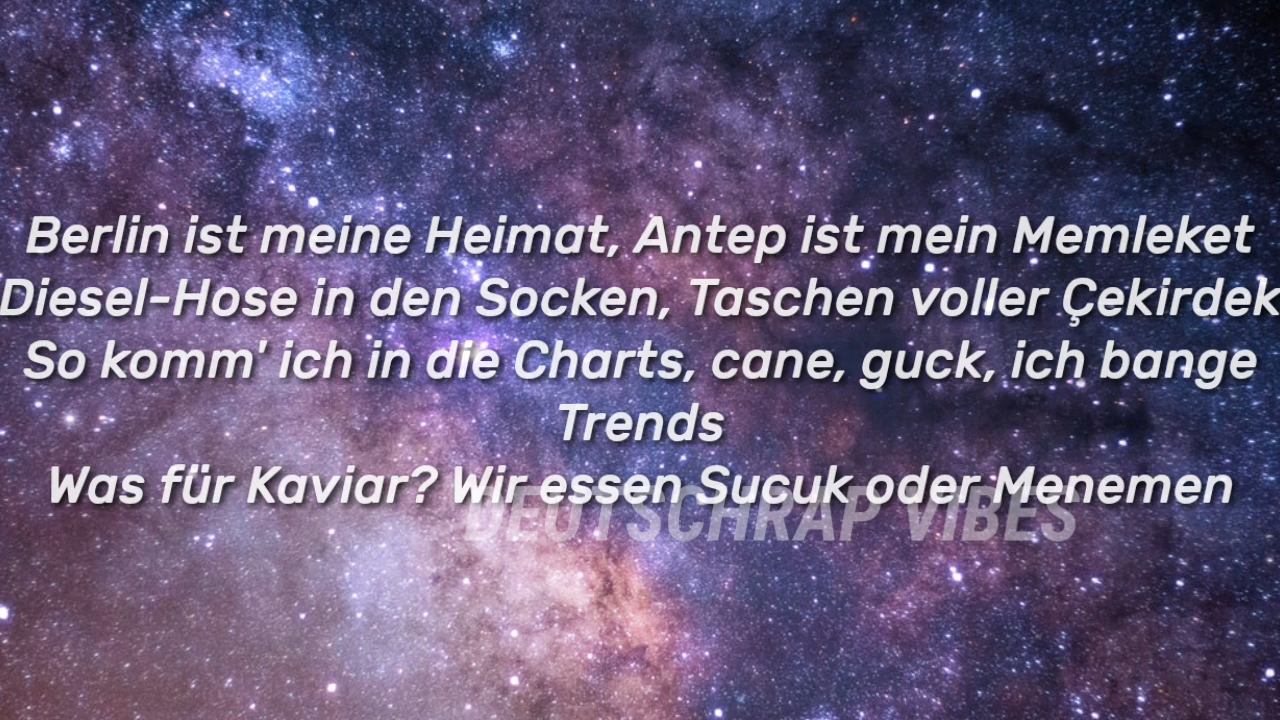 Berlin ist meine Heimat, Antep ist mein Memleket
Diesel-Hose in den Socken, Taschen voller Çekirdek
So komm' ich in die Charts, cane, guck, ich bange
Trends
Was für Kaviar? Wir essen Sucuk oder Menemen
DEUTSCHRAP VIBES